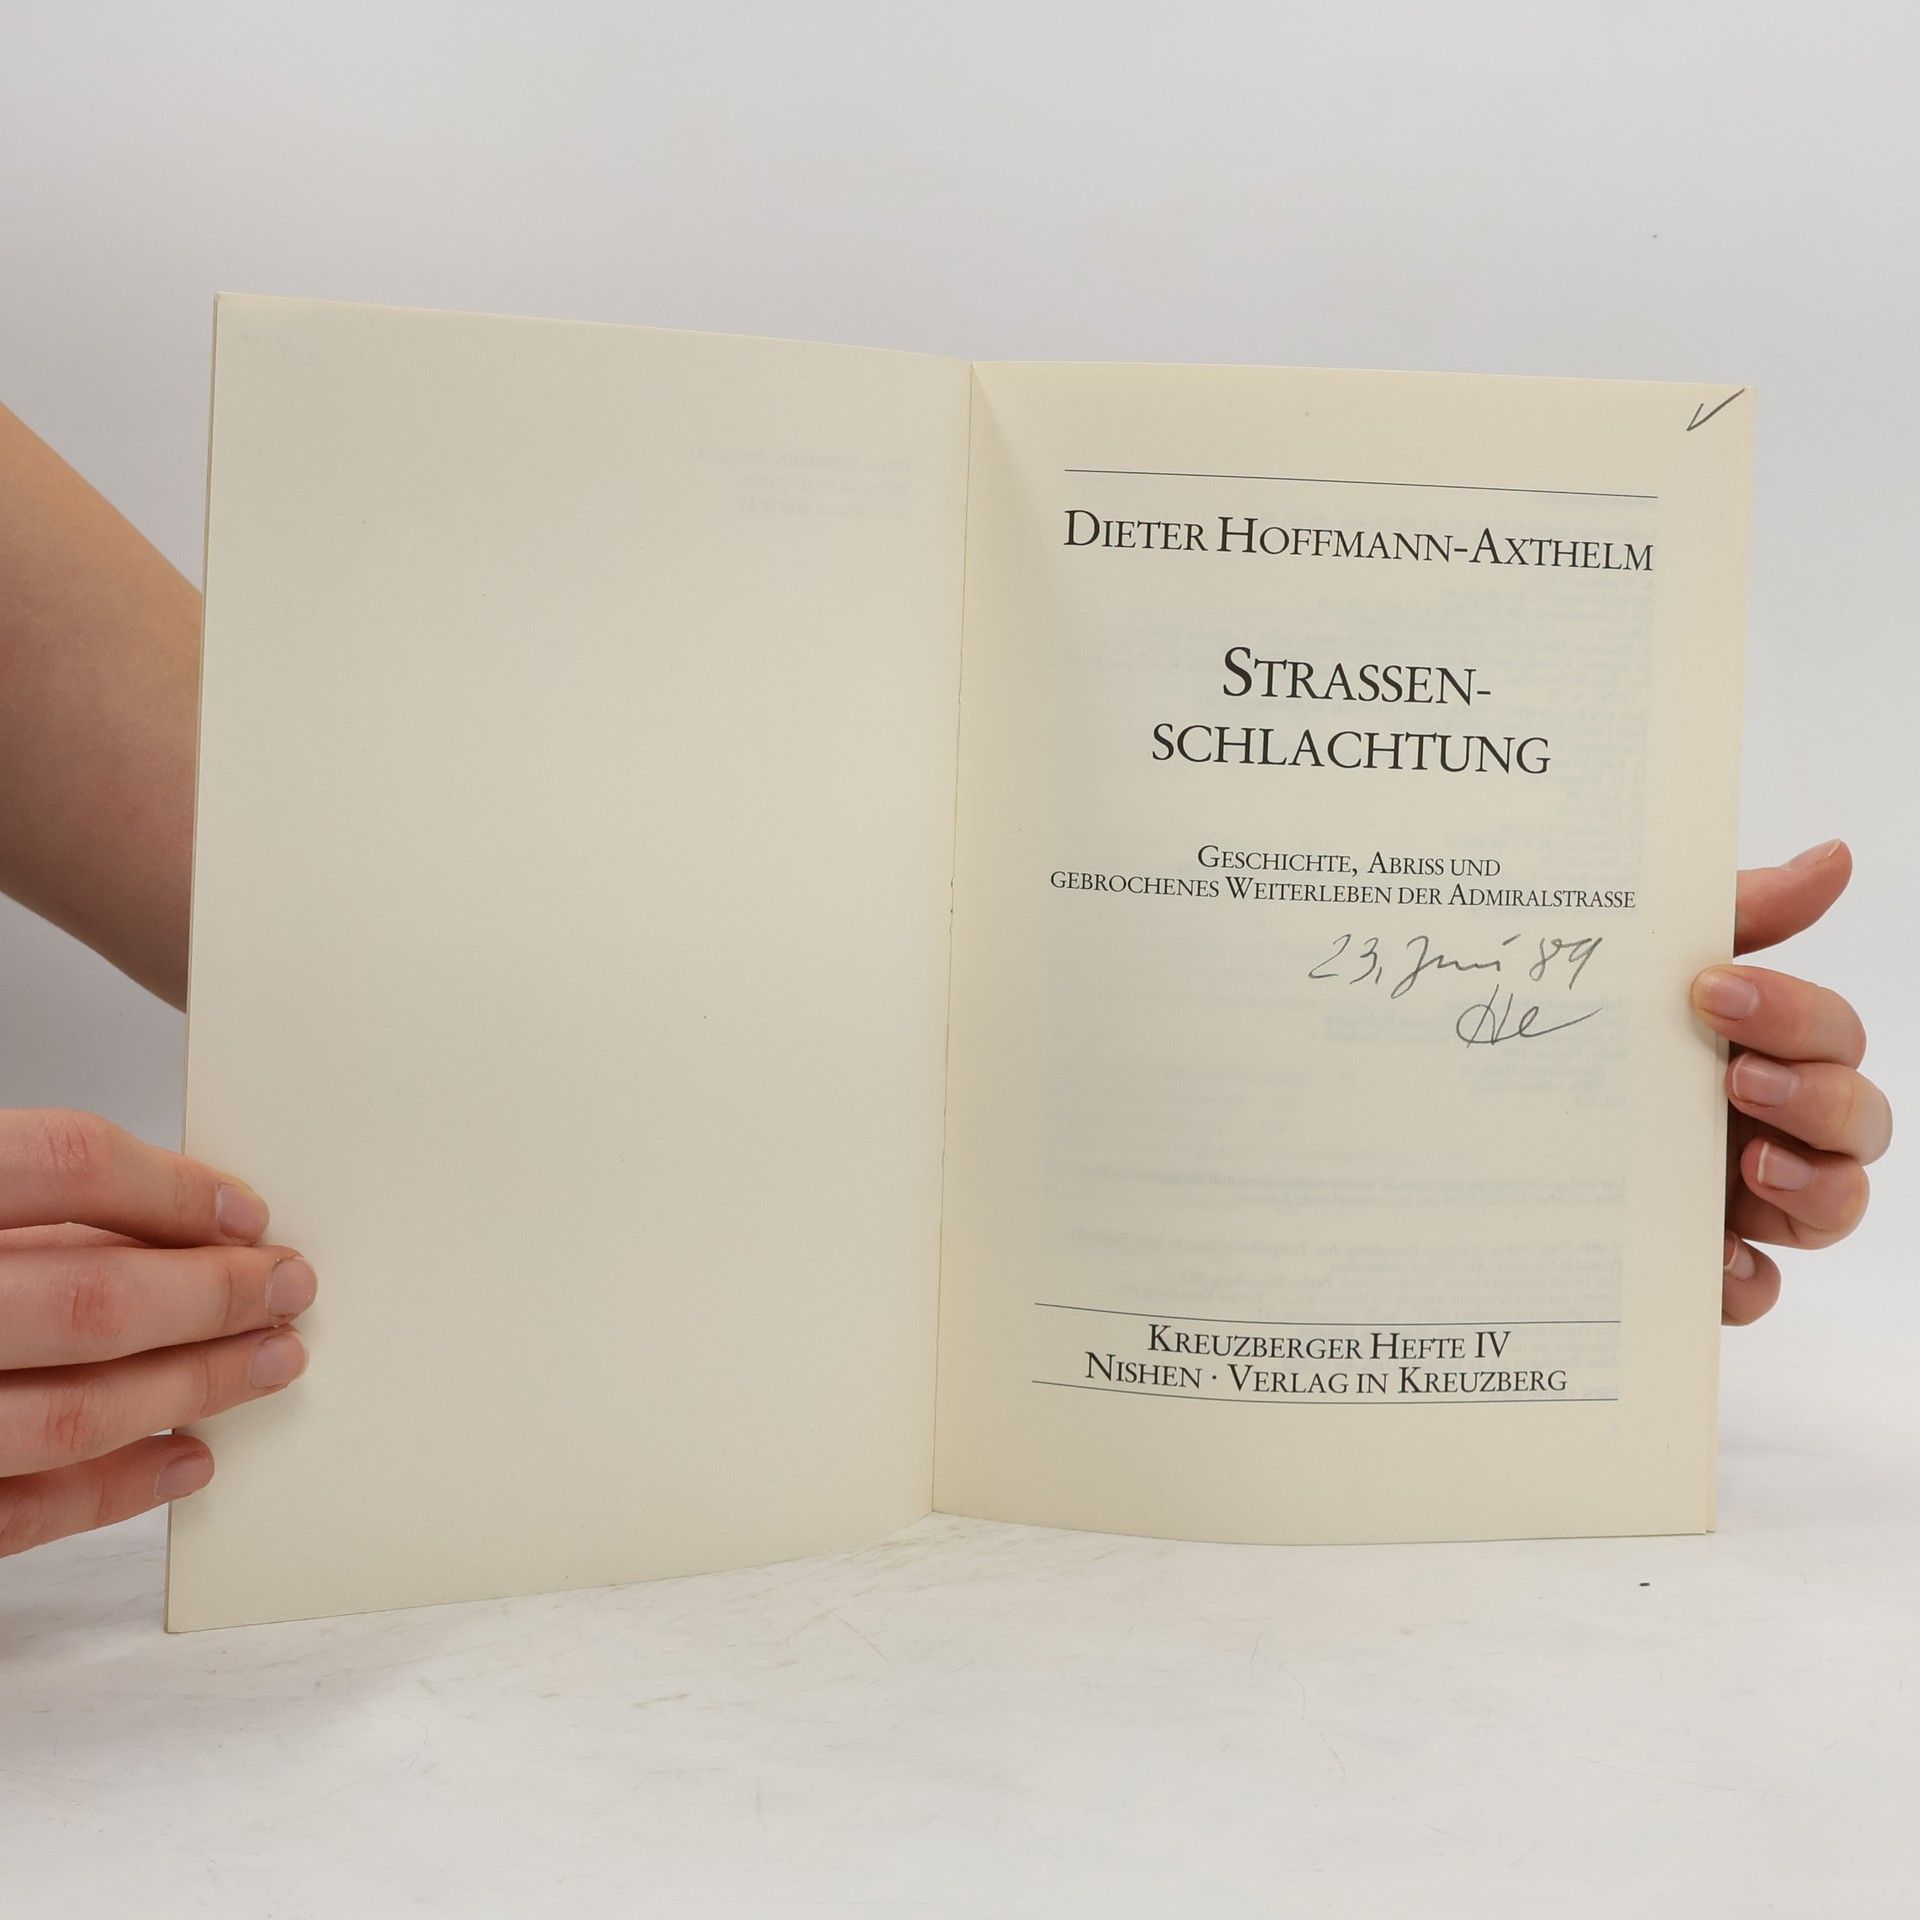 DIETER HOFFMANN-AXTHELM
STRASSEN-
SCHLACHTUNG
GESCHICHTE, ABRISS UND
GEBROCHENES WEITERLEBEN DER ADMIRALSTRASSE
23. Juni 89
He
KREUZBERGER HEFTE IV
NISHEN · VERLAG IN KREUZBERG